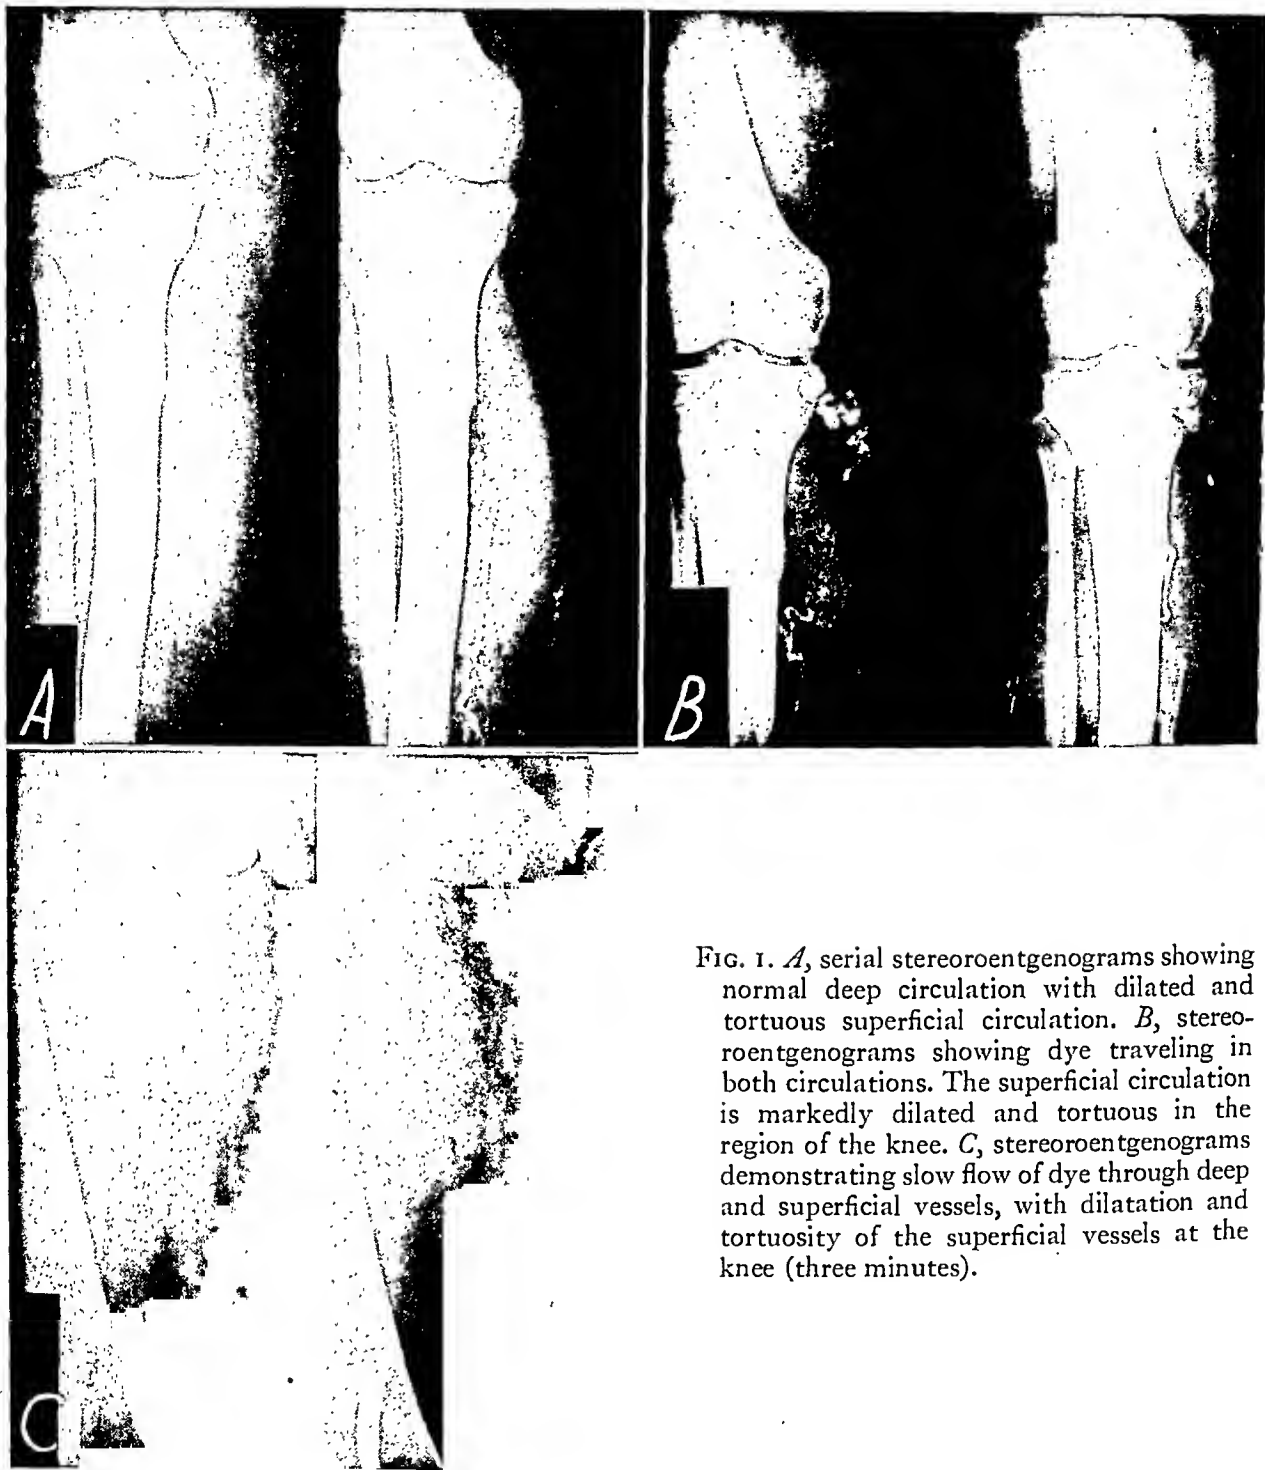 A
B
C
FIG. 1. A, serial stereoroentgenograms showing
normal deep circulation with dilated and
tortuous superficial circulation. B, stereo-
roentgenograms showing dye traveling in
both circulations. The superficial circulation
is markedly dilated and tortuous in the
region of the knee. C, stereoroentgenograms
demonstrating slow flow of dye through deep
and superficial vessels, with dilatation and
tortuosity of the superficial vessels at the
knee (three minutes).